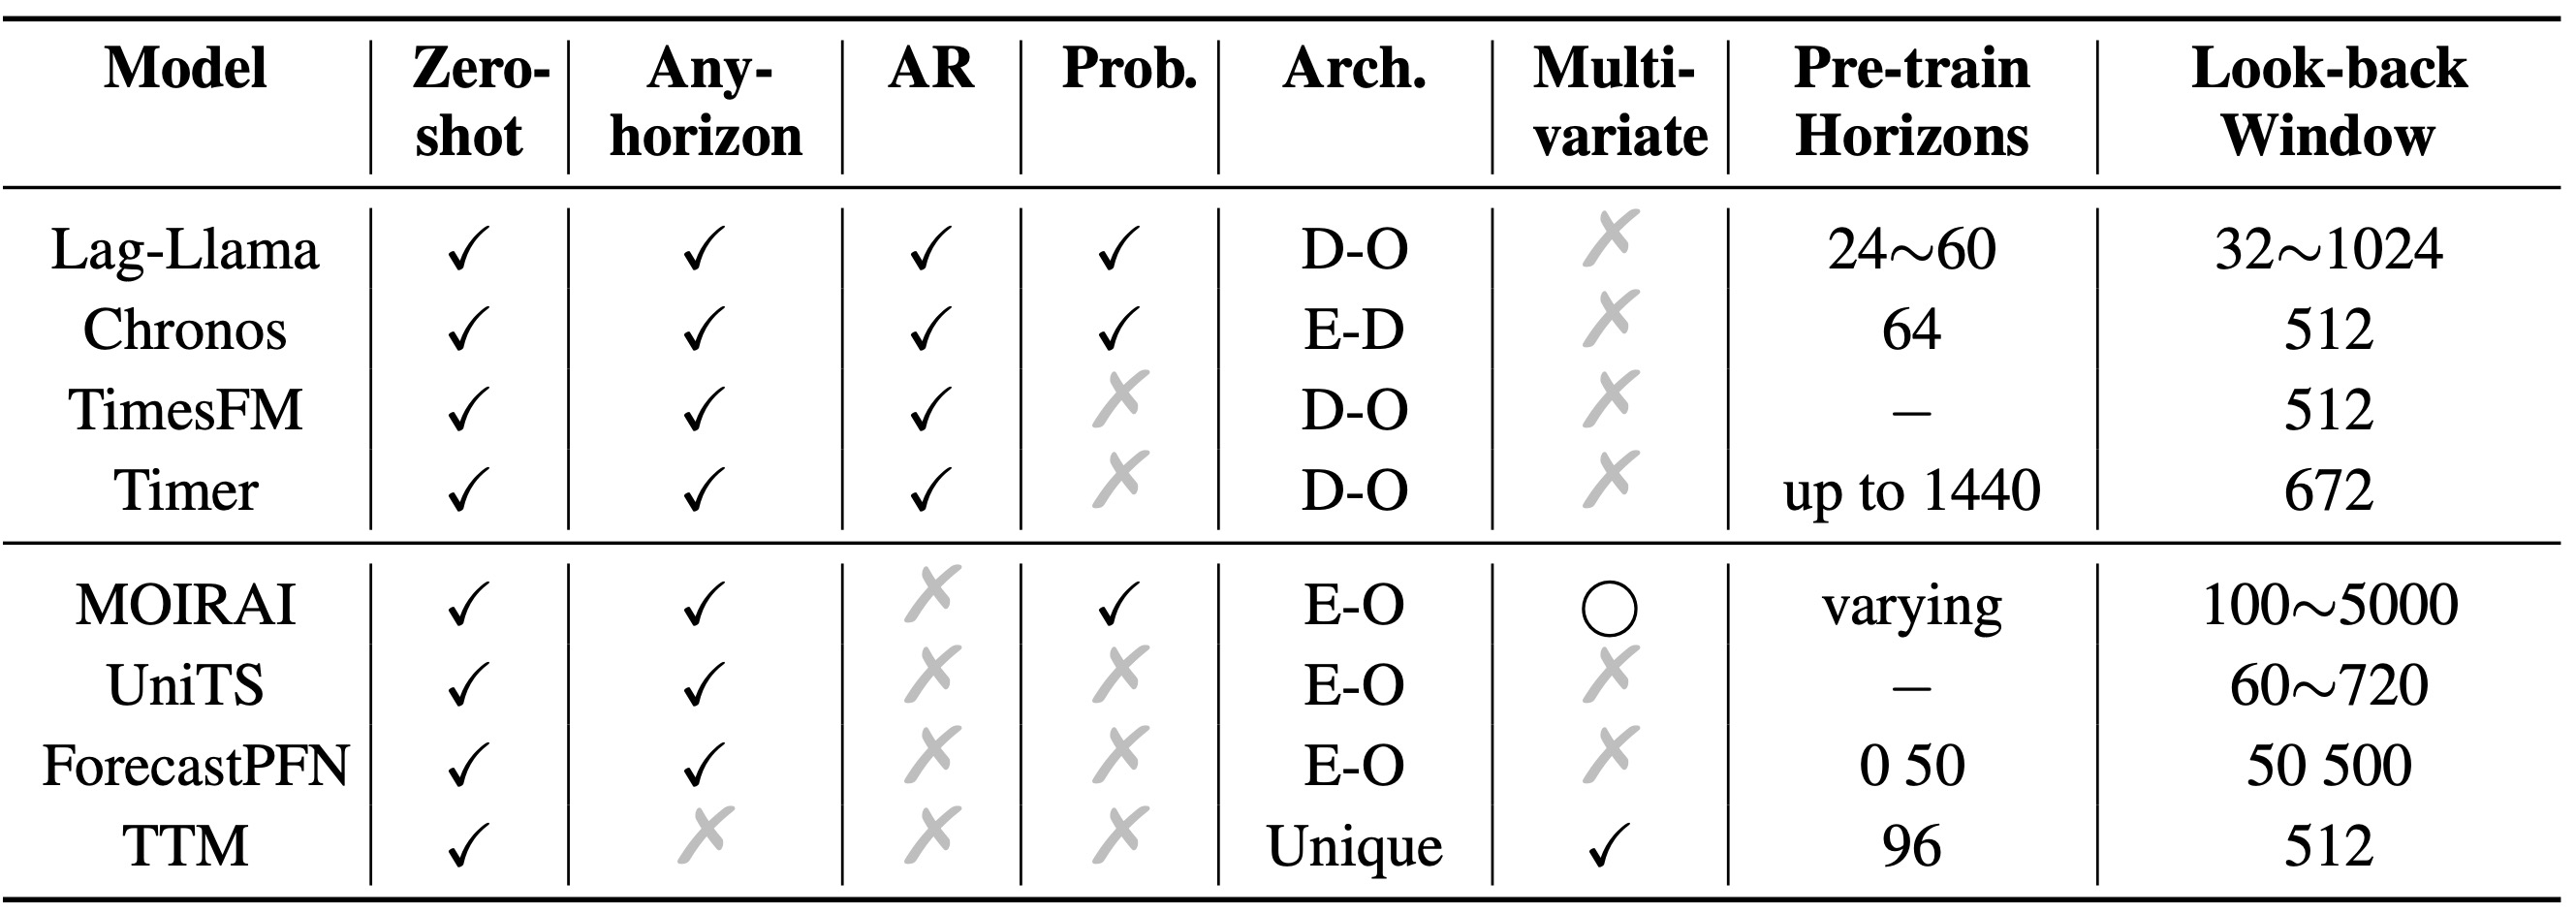 Model Zero- Any- AR Prob. Arch. Multi- Pre-train Look-back
shot horizon variate Horizons Window
Lag-Llama ✓ ✓ ✓ ✓ D-O ✗ 24∼60 32∼1024
Chronos ✓ ✓ ✓ ✓ E-D ✗ 64 512
TimesFM ✓ ✓ ✓ ✗ D-O ✗ – 512
Timer ✓ ✓ ✓ ✗ D-O ✗ up to 1440 672
MOIRAI ✓ ✓ ✗ ✓ E-O ○ varying 100∼5000
UniTS ✓ ✓ ✗ ✗ E-O ✗ – 60∼720
ForecastPFN ✓ ✓ ✗ ✗ E-O ✗ 0 50 50 500
TTM ✓ ✗ ✗ ✗ Unique ✓ 96 512